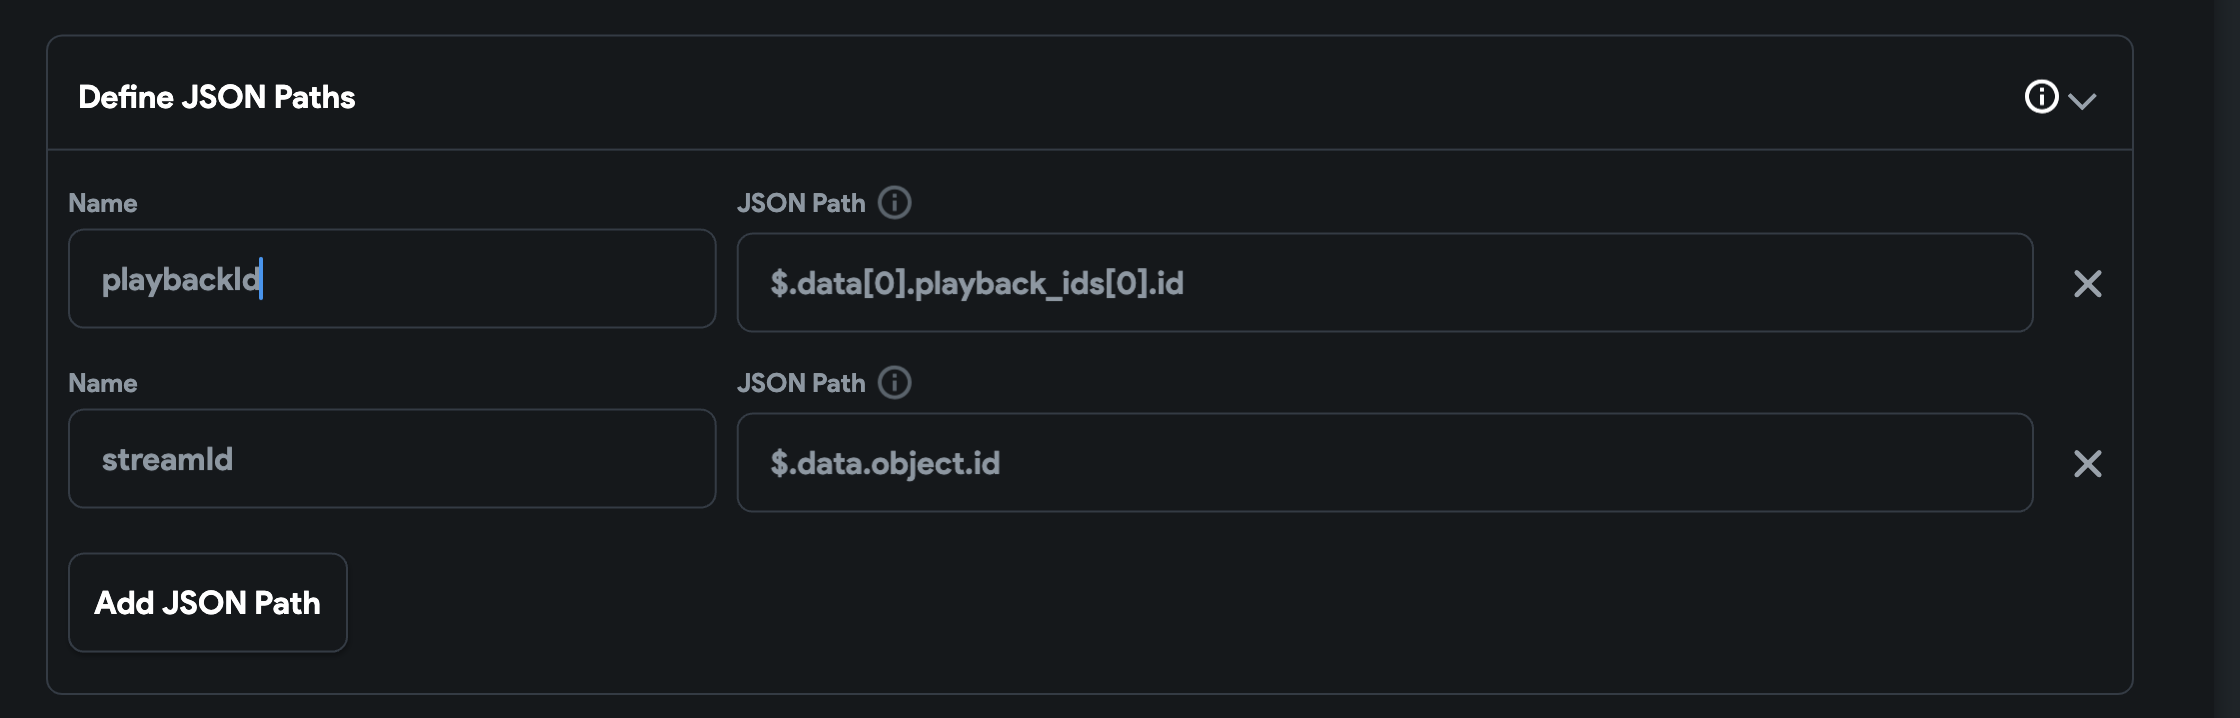 Define JSON Paths
Name
JSON Path
playbackId
$.data[0].playback_ids[0].id
Name
JSON Path
streamId
$.data.object.id
Add JSON Path